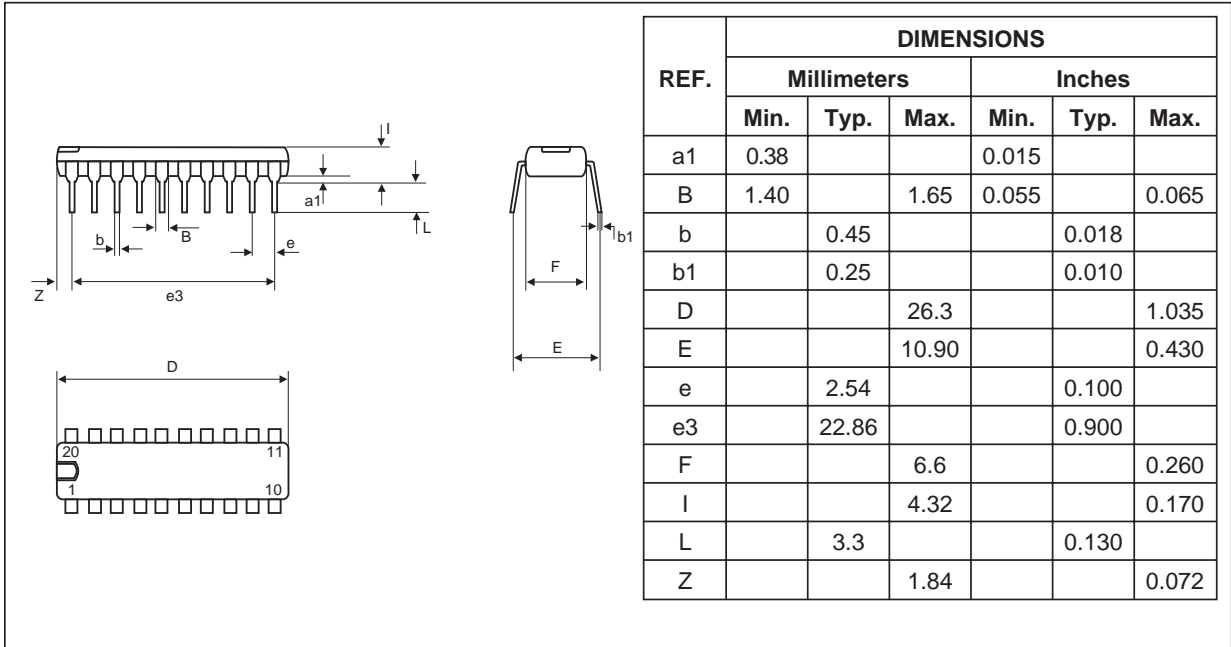 DIMENSIONS
REF. Millimeters Inches
Min. Typ. Max. Min. Typ. Max.
a1 0.38 0.015
B 1.40 1.65 0.055 0.065
b 0.45 0.018
b1 0.25 0.010
D 26.3 1.035
E 10.90 0.430
e 2.54 0.100
e3 22.86 0.900
F 6.6 0.260
I 4.32 0.170
L 3.3 0.130
Z 1.84 0.072
I
a1
L
b B e
Z e3
b1
F
E
D
20 11
1 10